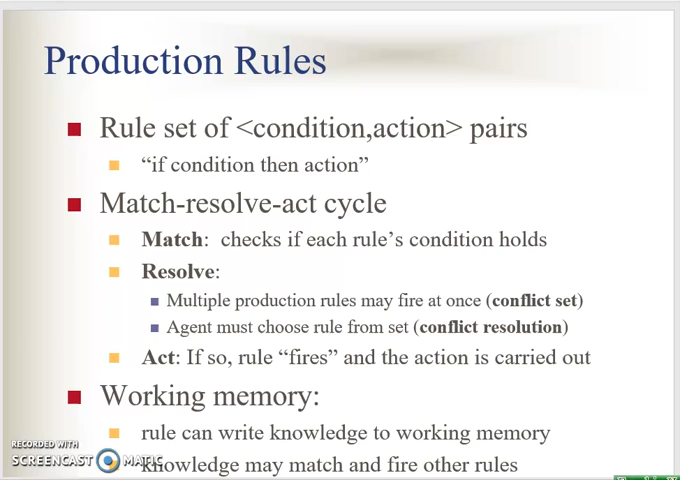 Production Rules
Rule set of <condition,action> pairs
“if condition then action”
Match-resolve-act cycle
Match: checks if each rule’s condition holds
Resolve:
Multiple production rules may fire at once (conflict set)
Agent must choose rule from set (conflict resolution)
Act: If so, rule “fires” and the action is carried out
Working memory:
rule can write knowledge to working memory
knowledge may match and fire other rules
RECORDED WITH
SCREENCAST MATIC